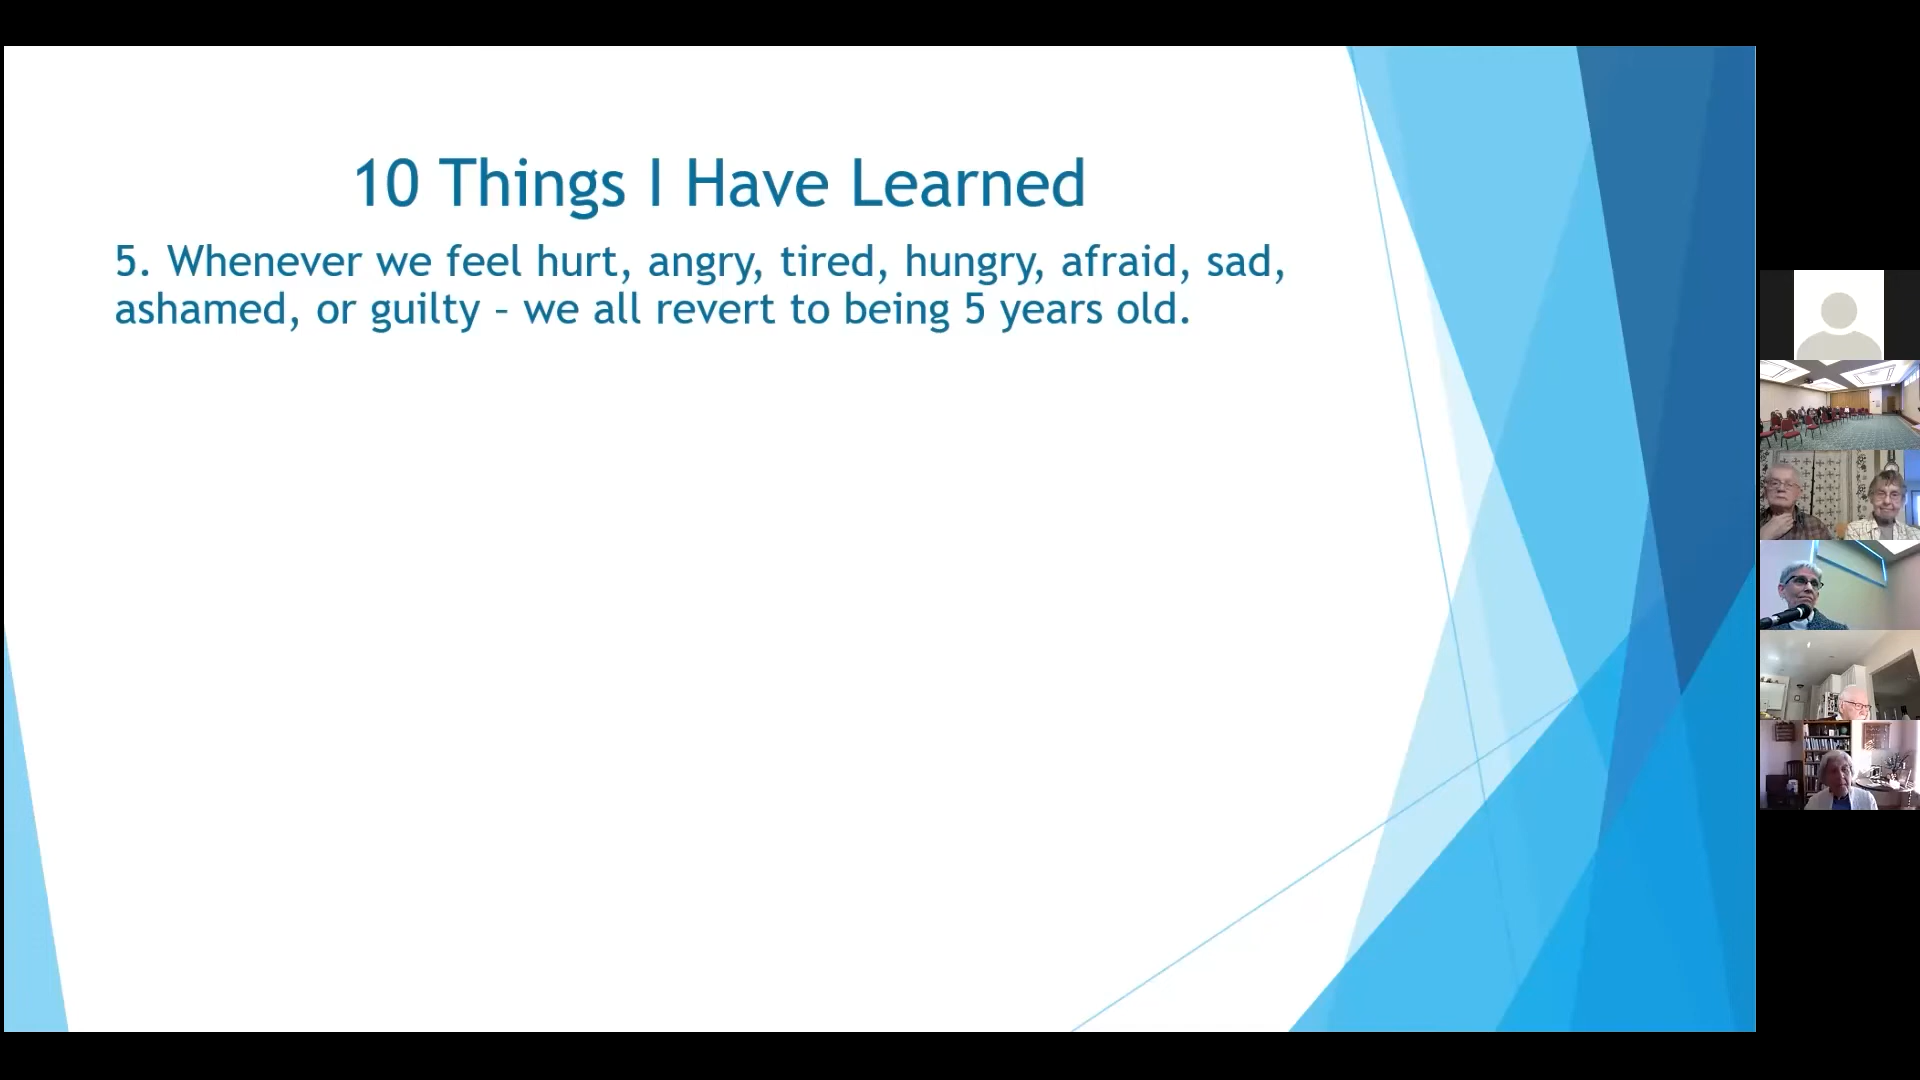 10 Things I Have Learned
5. Whenever we feel hurt, angry, tired, hungry, afraid, sad,
ashamed, or guilty – we all revert to being 5 years old.